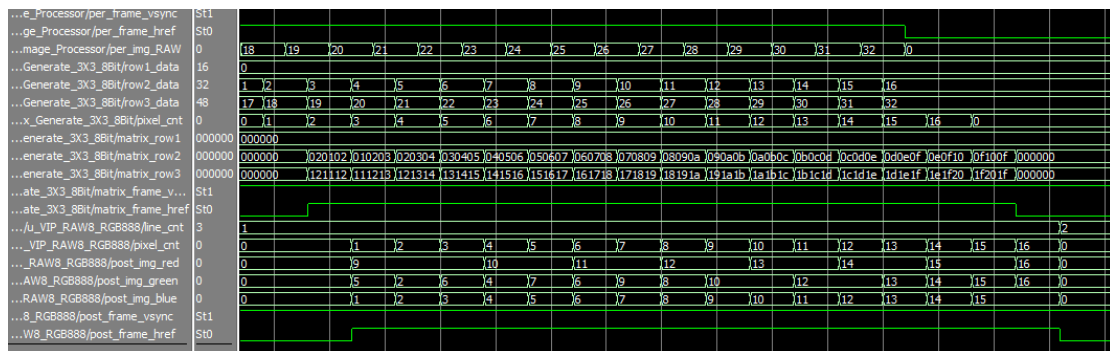 ...e_Processor/per_frame_vsync St1
...ge_Processor/per_frame_href St0
...mage_Processor/per_img_RAW 0 18 19 20 21 22 23 24 25 26 27 28 29 30 31 32 0
...Generate_3X3_8Bit/row1_data 16 0
...Generate_3X3_8Bit/row2_data 32 1 2 3 4 5 6 7 8 9 10 11 12 13 14 15 16
...Generate_3X3_8Bit/row3_data 48 17 18 19 20 21 22 23 24 25 26 27 28 29 30 31 32
...x_Generate_3X3_8Bit/pixel_cnt 0 0 1 2 3 4 5 6 7 8 9 10 11 12 13 14 15 16 0
...enerate_3X3_8Bit/matrix_row1 000000 000000
...enerate_3X3_8Bit/matrix_row2 000000 000000 020102 010203 020304 030405 040506 050607 060708 070809 08090a 090a0b 0a0b0c 0b0c0d 0c0d0e 0d0e0f 0e0f10 0f100f 000000
...enerate_3X3_8Bit/matrix_row3 000000 000000 121112 111213 121314 131415 141516 151617 161718 171819 18191a 191a1b 1a1b1c 1b1c1d 1c1d1e 1d1e1f 1e1f20 1f201f 000000
...ate_3X3_8Bit/matrix_frame_v... St1
...ate_3X3_8Bit/matrix_frame_href St0
.../u_VIP_RAW8_RGB888/line_cnt 3 1 2
..._VIP_RAW8_RGB888/pixel_cnt 0 0 1 2 3 4 5 6 7 8 9 10 11 12 13 14 15 16 0
..._RAW8_RGB888/post_img_red 0 0 9 10 11 12 13 14 15 16 0
...AW8_RGB888/post_img_green 0 0 5 2 6 4 7 6 9 8 10 12 13 14 15 16 0
...RAW8_RGB888/post_img_blue 0 0 1 2 3 4 5 6 7 8 9 10 11 12 13 14 15 0
...8_RGB888/post_frame_vsync St1
...W8_RGB888/post_frame_href St0